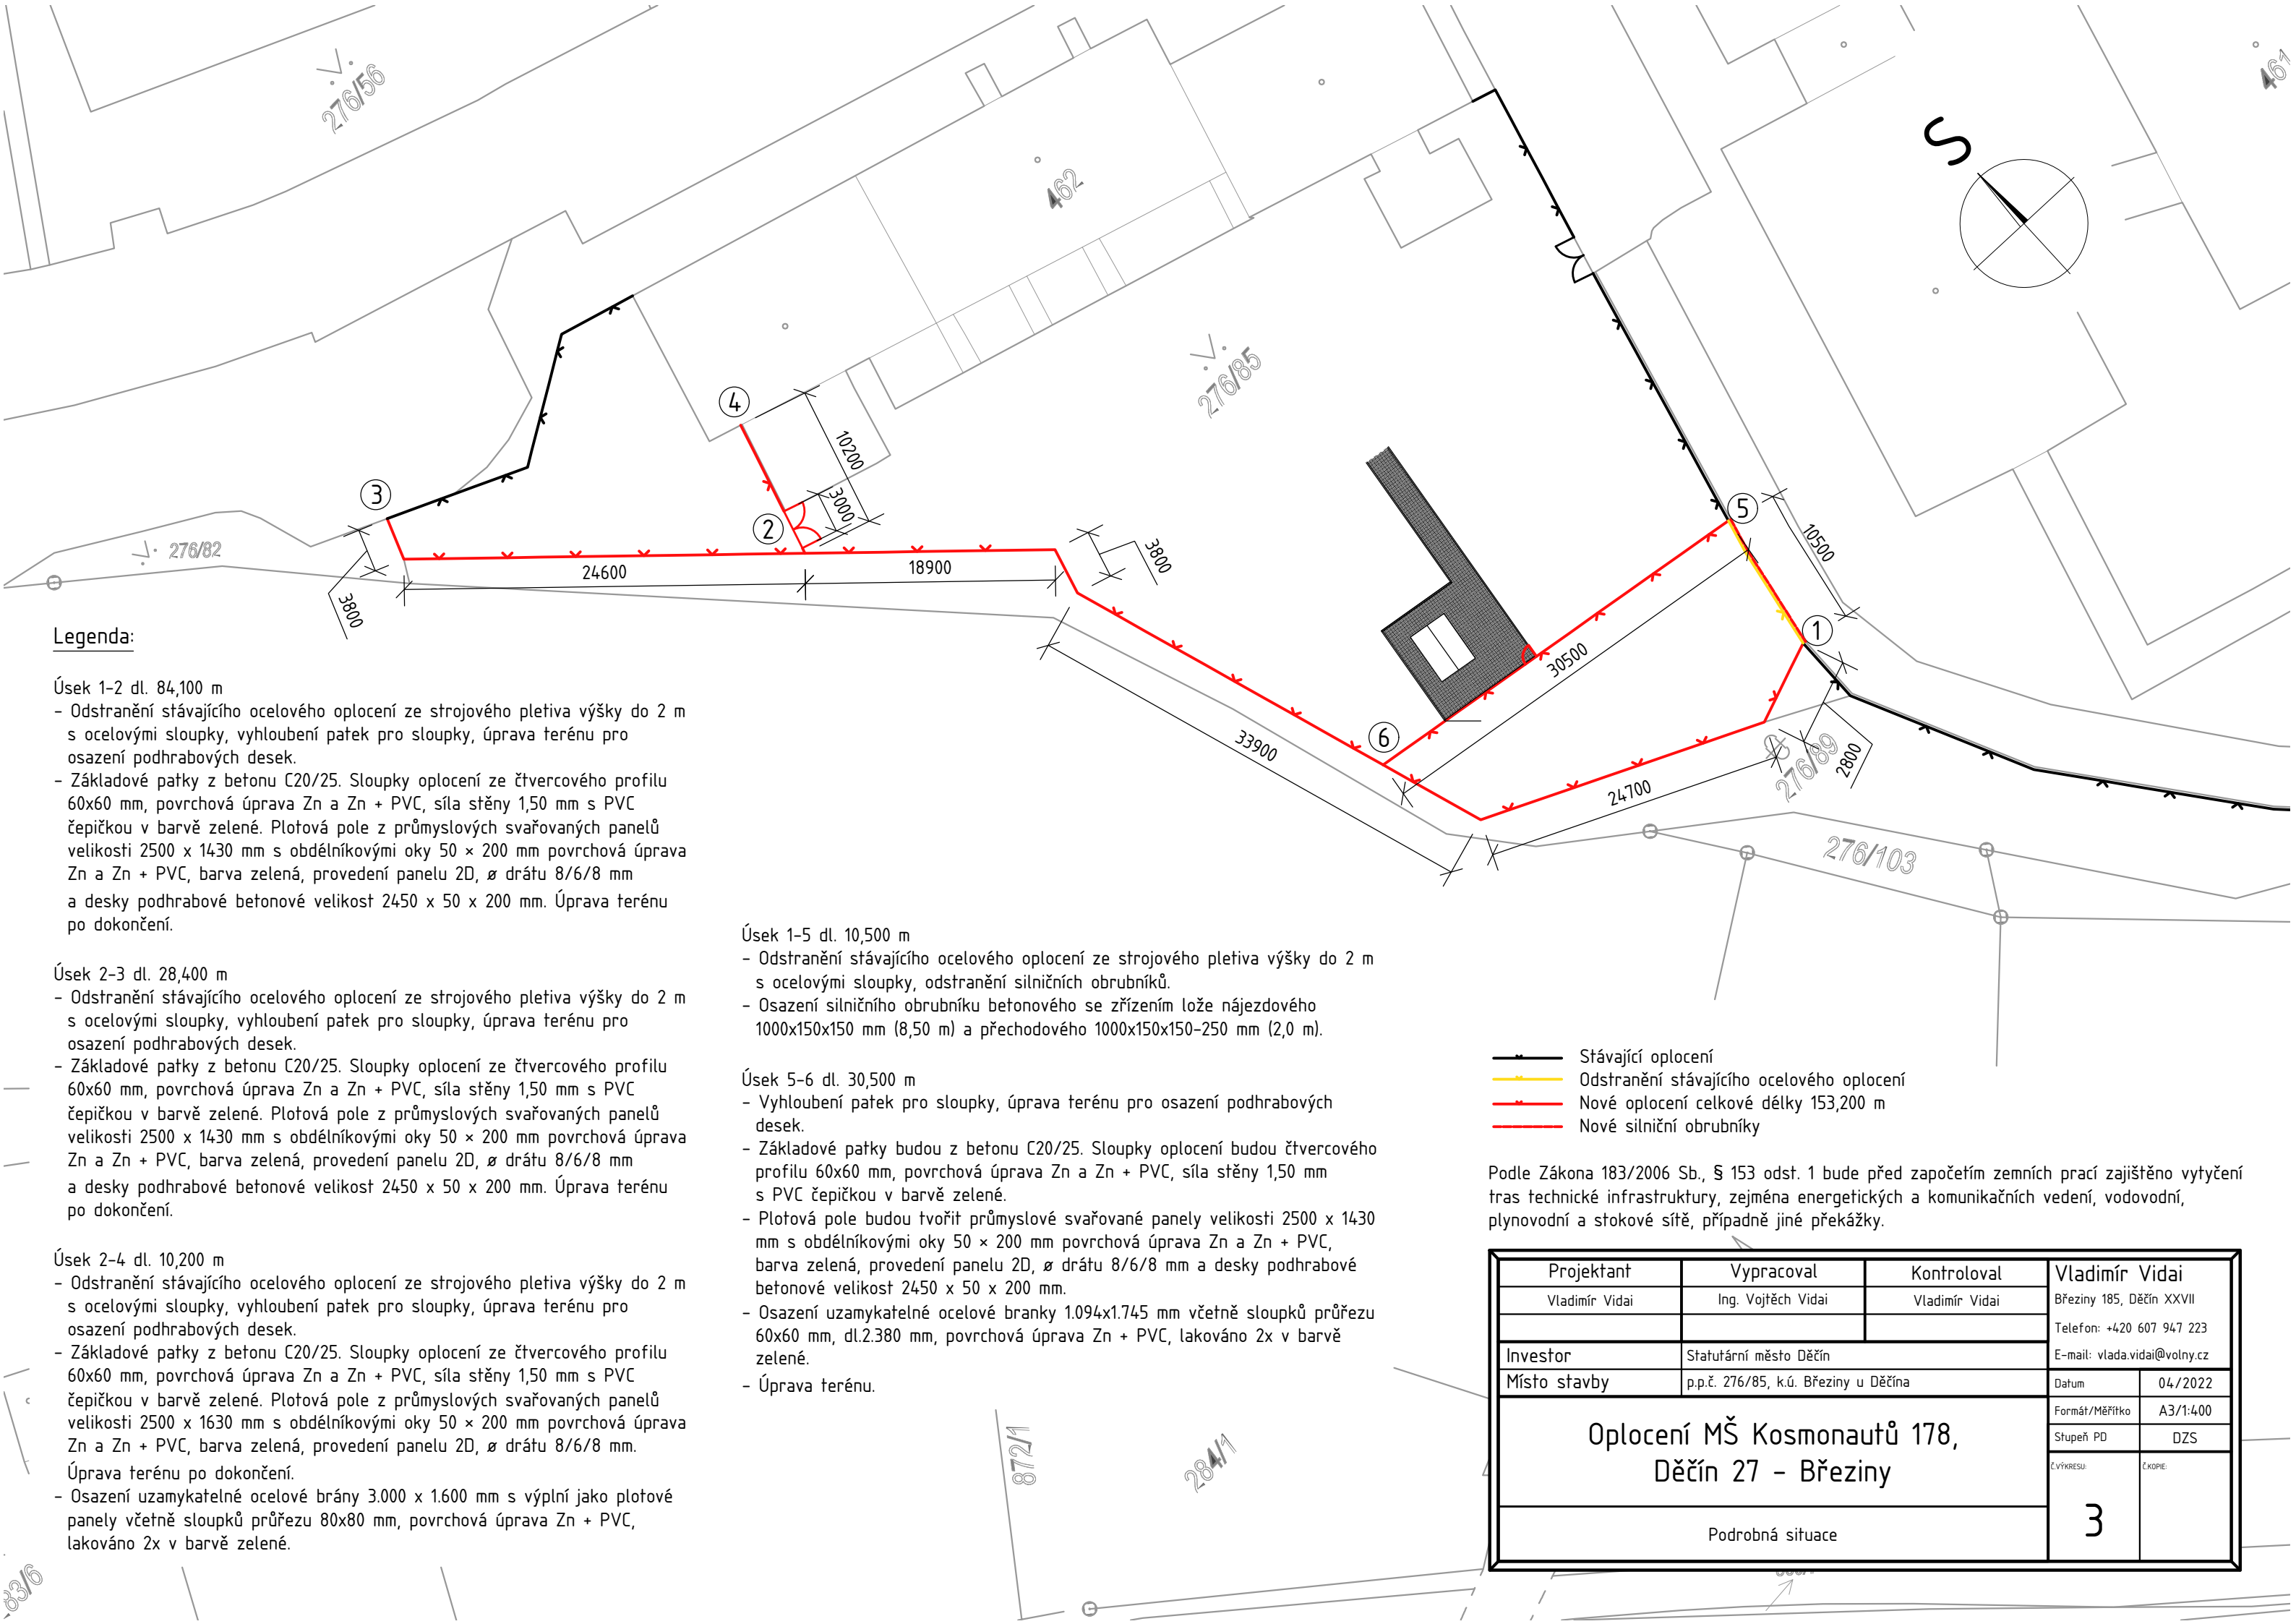 276/56
462
461
S
276/85
4
10200
3
2
3000
5
276/82
3800
10500
3800
24600
18900
1
30500
6
33900
276/89
2800
24700
276/103
Legenda:
Úsek 1-2 dl. 84,100 m
- Odstranění stávajícího ocelového oplocení ze strojového pletiva výšky do 2 m
s ocelovými sloupky, vyhloubení patek pro sloupky, úprava terénu pro
osazení podhrabových desek.
- Základové patky z betonu C20/25. Sloupky oplocení ze čtvercového profilu
60x60 mm, povrchová úprava Zn a Zn + PVC, síla stěny 1,50 mm s PVC
čepičkou v barvě zelené. Plotová pole z průmyslových svařovaných panelů
velikosti 2500 x 1430 mm s obdélníkovými oky 50 × 200 mm povrchová úprava
Zn a Zn + PVC, barva zelená, provedení panelu 2D, ø drátu 8/6/8 mm
a desky podhrabové betonové velikost 2450 x 50 x 200 mm. Úprava terénu
po dokončení.
Úsek 2-3 dl. 28,400 m
- Odstranění stávajícího ocelového oplocení ze strojového pletiva výšky do 2 m
s ocelovými sloupky, vyhloubení patek pro sloupky, úprava terénu pro
osazení podhrabových desek.
- Základové patky z betonu C20/25. Sloupky oplocení ze čtvercového profilu
60x60 mm, povrchová úprava Zn a Zn + PVC, síla stěny 1,50 mm s PVC
čepičkou v barvě zelené. Plotová pole z průmyslových svařovaných panelů
velikosti 2500 x 1430 mm s obdélníkovými oky 50 × 200 mm povrchová úprava
Zn a Zn + PVC, barva zelená, provedení panelu 2D, ø drátu 8/6/8 mm
a desky podhrabové betonové velikost 2450 x 50 x 200 mm. Úprava terénu
po dokončení.
Úsek 2-4 dl. 10,200 m
- Odstranění stávajícího ocelového oplocení ze strojového pletiva výšky do 2 m
s ocelovými sloupky, vyhloubení patek pro sloupky, úprava terénu pro
osazení podhrabových desek.
- Základové patky z betonu C20/25. Sloupky oplocení ze čtvercového profilu
60x60 mm, povrchová úprava Zn a Zn + PVC, síla stěny 1,50 mm s PVC
čepičkou v barvě zelené. Plotová pole z průmyslových svařovaných panelů
velikosti 2500 x 1630 mm s obdélníkovými oky 50 × 200 mm povrchová úprava
Zn a Zn + PVC, barva zelená, provedení panelu 2D, ø drátu 8/6/8 mm.
Úprava terénu po dokončení.
- Osazení uzamykatelné ocelové brány 3.000 x 1.600 mm s výplní jako plotové
panely včetně sloupků průřezu 80x80 mm, povrchová úprava Zn + PVC,
lakováno 2x v barvě zelené.
Úsek 1-5 dl. 10,500 m
- Odstranění stávajícího ocelového oplocení ze strojového pletiva výšky do 2 m
s ocelovými sloupky, odstranění silničních obrubníků.
- Osazení silničního obrubníku betonového se zřízením lože nájezdového
1000x150x150 mm (8,50 m) a přechodového 1000x150x150-250 mm (2,0 m).
Úsek 5-6 dl. 30,500 m
- Vyhloubení patek pro sloupky, úprava terénu pro osazení podhrabových
desek.
- Základové patky budou z betonu C20/25. Sloupky oplocení budou čtvercového
profilu 60x60 mm, povrchová úprava Zn a Zn + PVC, síla stěny 1,50 mm
s PVC čepičkou v barvě zelené.
- Plotová pole budou tvořit průmyslové svařované panely velikosti 2500 x 1430
mm s obdélníkovými oky 50 × 200 mm povrchová úprava Zn a Zn + PVC,
barva zelená, provedení panelu 2D, ø drátu 8/6/8 mm a desky podhrabové
betonové velikost 2450 x 50 x 200 mm.
- Osazení uzamykatelné ocelové branky 1.094x1.745 mm včetně sloupků průřezu
60x60 mm, dl.2.380 mm, povrchová úprava Zn + PVC, lakováno 2x v barvě
zelené.
- Úprava terénu.
Stávající oplocení
Odstranění stávajícího ocelového oplocení
Nové oplocení celkové délky 153,200 m
Nové silniční obrubníky
Podle Zákona 183/2006 Sb., § 153 odst. 1 bude před započetím zemních prací zajištěno vytyčení
tras technické infrastruktury, zejména energetických a komunikačních vedení, vodovodní,
plynovodní a stokové sítě, případně jiné překážky.
Projektant Vypracoval Kontroloval Vladimír Vidai
Vladimír Vidai Ing. Vojtěch Vidai Vladimír Vidai Březiny 185, Děčín XXVII
Telefon: +420 607 947 223
Investor Statutární město Děčín E-mail: vlada.vidai@volny.cz
Místo stavby p.p.č. 276/85, k.ú. Březiny u Děčína Datum 04/2022
Formát/Měřítko A3/1:400
Oplocení MŠ Kosmonautů 178, Stupeň PD DZS
Děčín 27 - Březiny Č.VÝKRESU: Č.KOPIE:
3
Podrobná situace
872/1
284/1
83/6